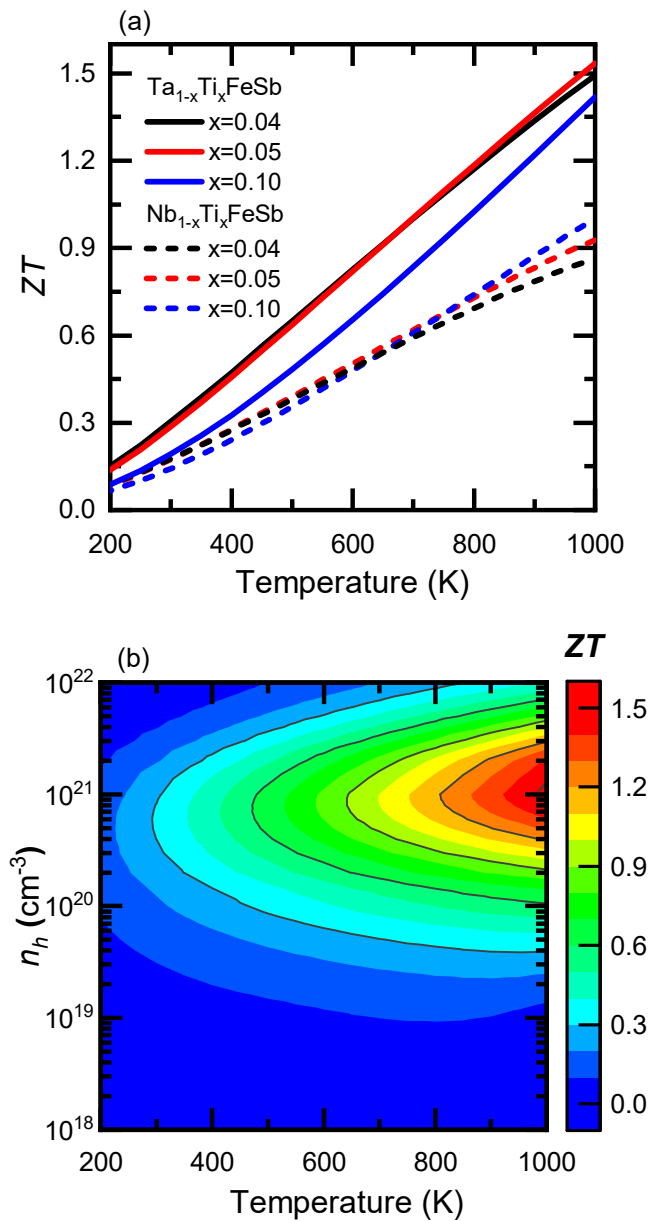 (a)
1.5
1.2
0.9
0.6
0.3
0.0
ZT
Ta1-xTixFeSb
x=0.04
x=0.05
x=0.10
Nb1-xTixFeSb
x=0.04
x=0.05
x=0.10
200 400 600 800 1000
Temperature (K)
(b)
ZT
10^22
10^21
10^20
10^19
10^18
n_h (cm^-3)
200 400 600 800 1000
Temperature (K)
1.5
1.2
0.9
0.6
0.3
0.0